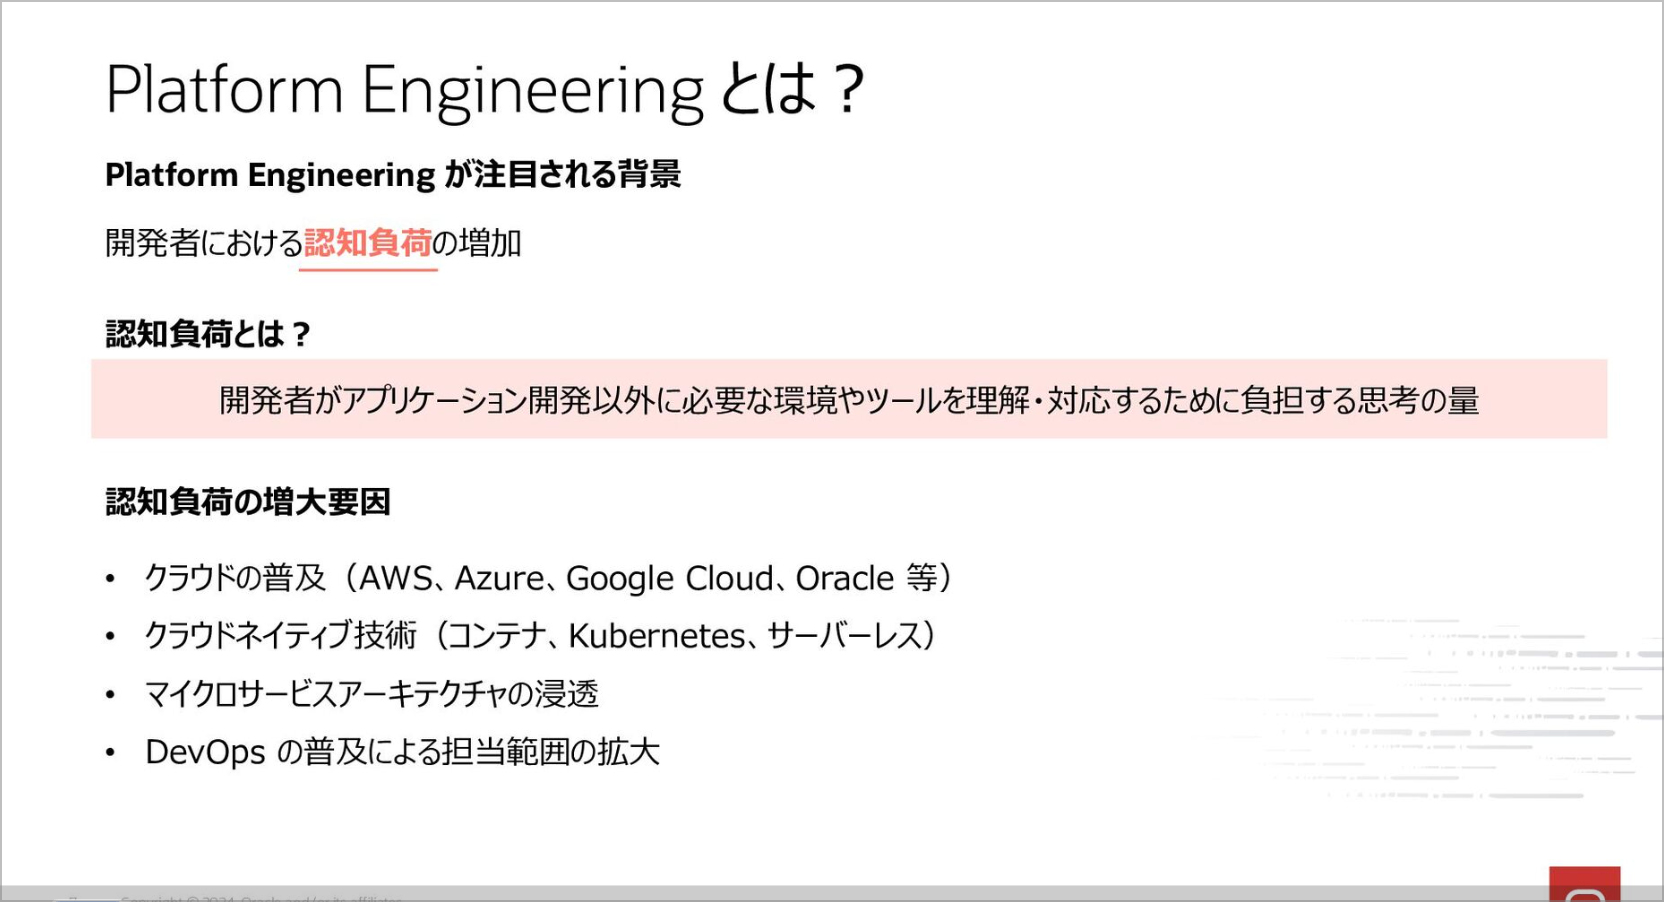 Platform Engineering とは？
Platform Engineering が注目される背景
開発者における認知負荷の増加
認知負荷とは？
開発者がアプリケーション開発以外に必要な環境やツールを理解・対応するために負担する思考の量
認知負荷の増大要因
• クラウドの普及（AWS、Azure、Google Cloud、Oracle 等）
• クラウドネイティブ技術（コンテナ、Kubernetes、サーバーレス）
• マイクロサービスアーキテクチャの浸透
• DevOps の普及による担当範囲の拡大